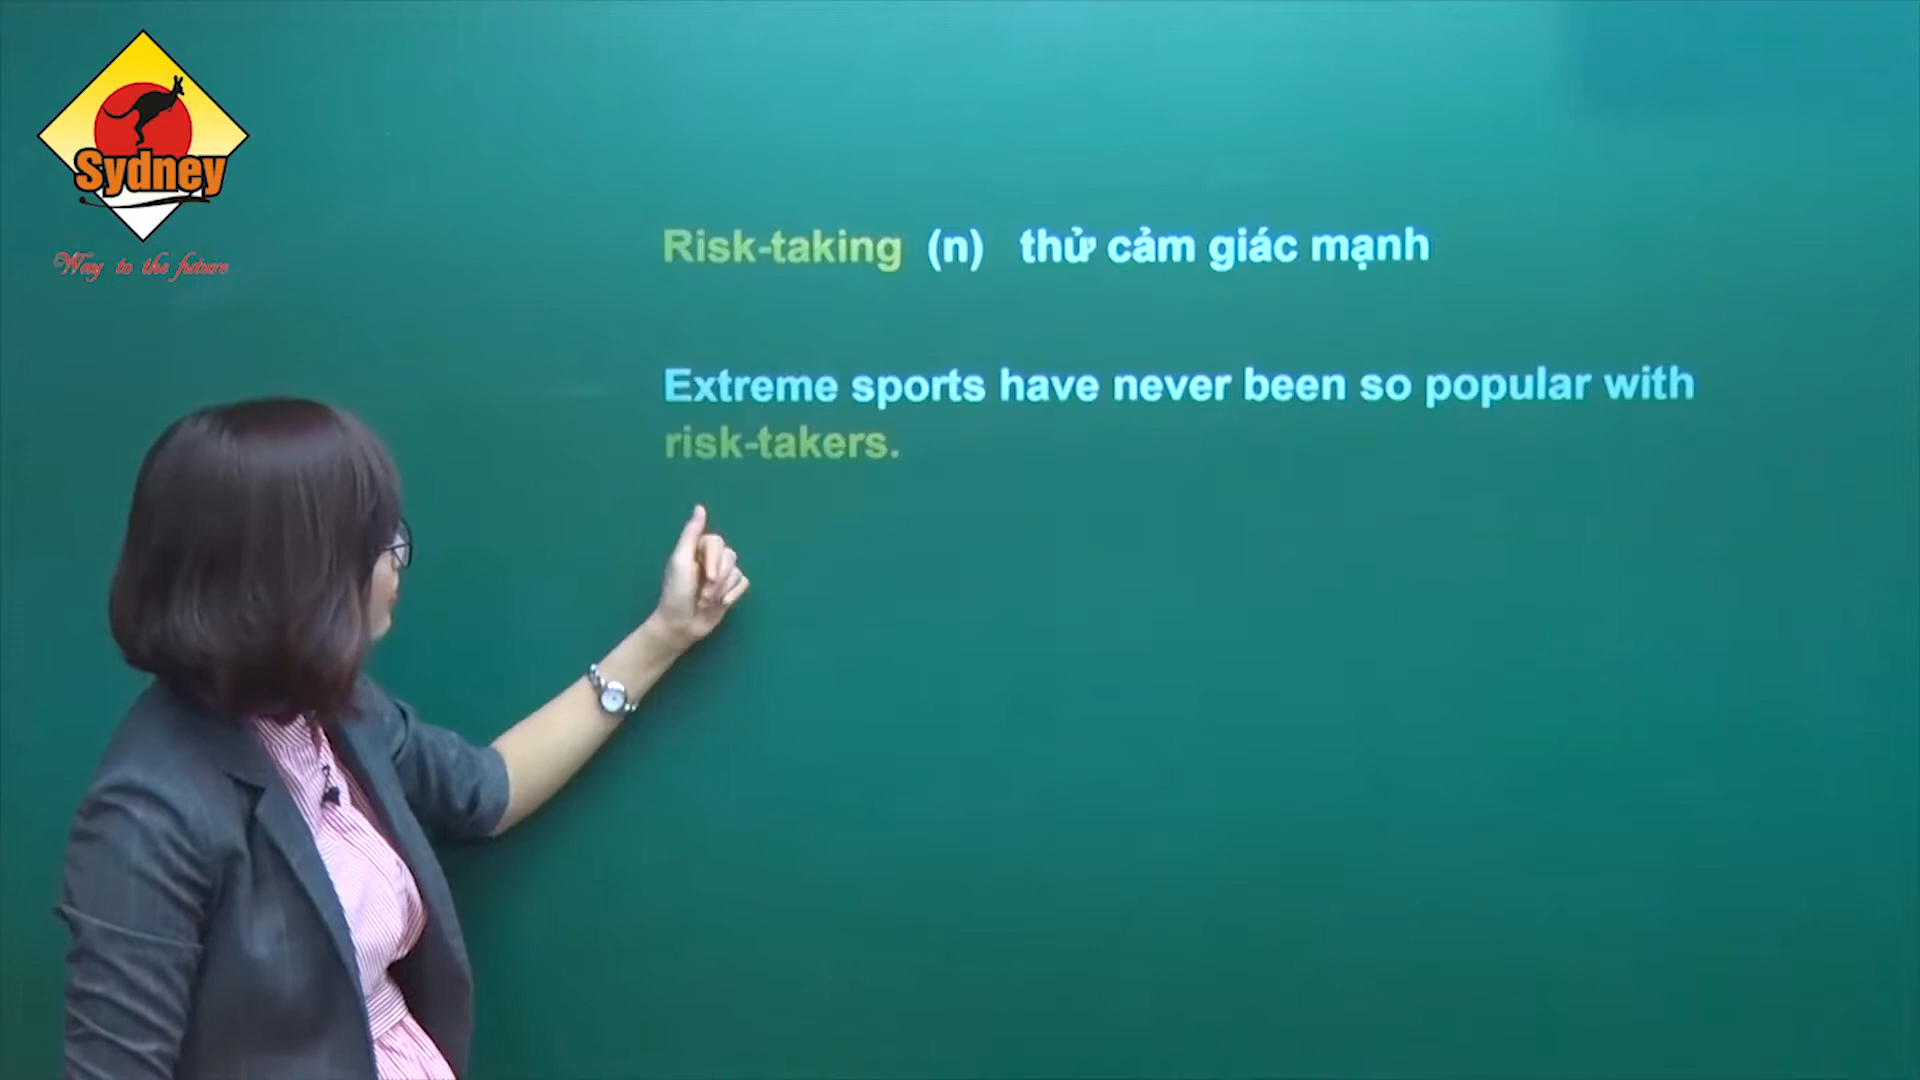 Sydney
Way to the future
Risk-taking (n) thử cảm giác mạnh
Extreme sports have never been so popular with
risk-takers.